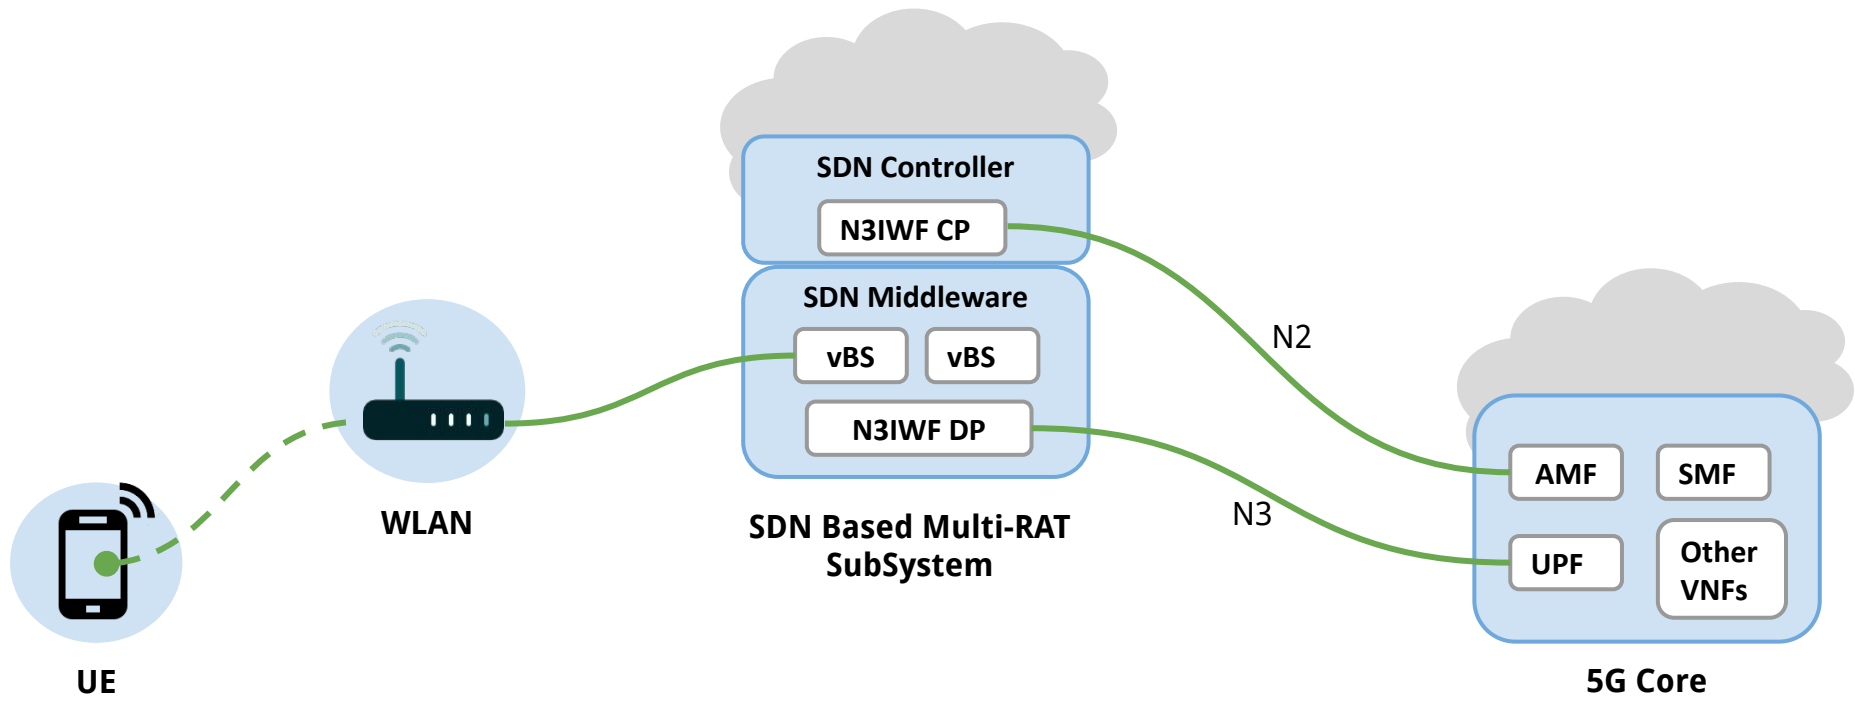 SDN Controller
N3IWF CP
SDN Middleware
vBS
vBS
N3IWF DP
SDN Based Multi-RAT
SubSystem
WLAN
UE
N2
N3
AMF
SMF
UPF
Other
VNFs
5G Core